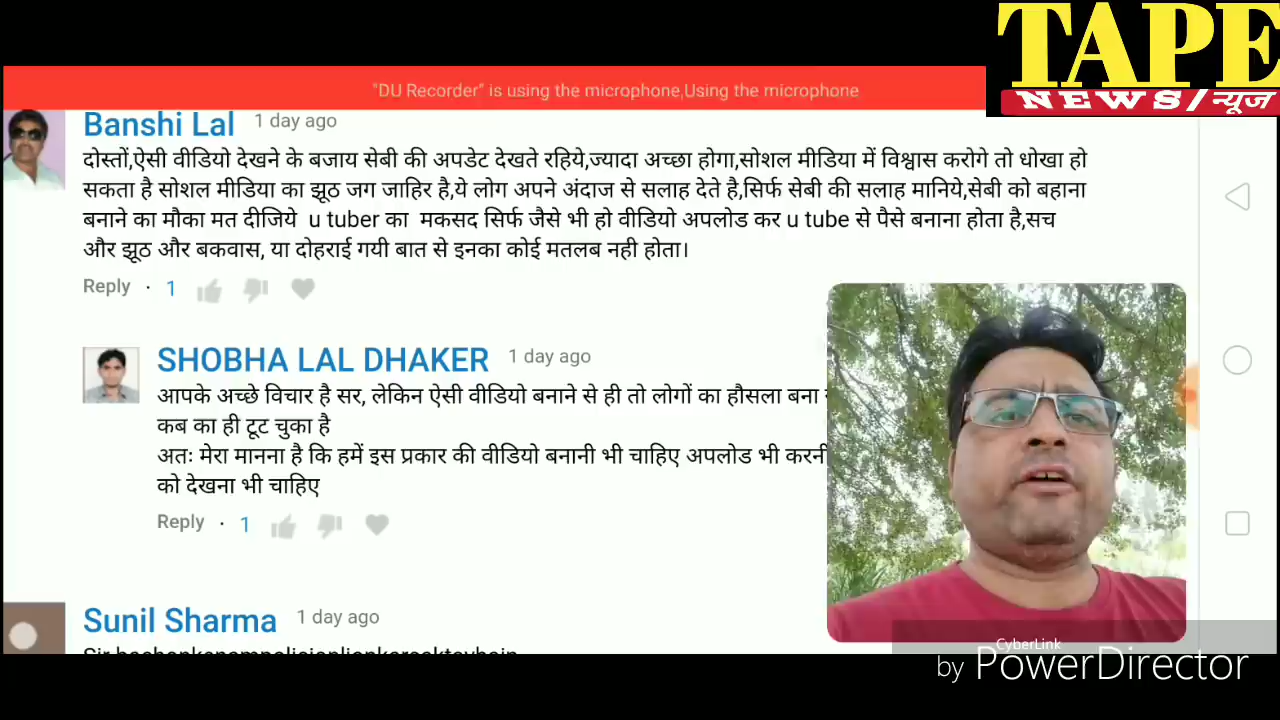 TAPE
NEWS/न्यूज
"DU Recorder" is using the microphone,Using the microphone
Banshi Lal 1 day ago
दोस्तों,ऐसी वीडियो देखने के बजाय सेबी की अपडेट देखते रहिये,ज्यादा अच्छा होगा,सोशल मीडिया में विश्वास करोगे तो धोखा हो
सकता है सोशल मीडिया का झूठ जग जाहिर है,ये लोग अपने अंदाज से सलाह देते है,सिर्फ सेबी की सलाह मानिये,सेबी को बहाना
बनाने का मौका मत दीजिये u tuber का मकसद सिर्फ जैसे भी हो वीडियो अपलोड कर u tube से पैसे बनाना होता है,सच
और झूठ और बकवास, या दोहराई गयी बात से इनका कोई मतलब नही होता।
Reply · 1
SHOBHA LAL DHAKER 1 day ago
आपके अच्छे विचार है सर, लेकिन ऐसी वीडियो बनाने से ही तो लोगों का हौसला बना
कब का ही टूट चुका है
अतः मेरा मानना है कि हमें इस प्रकार की वीडियो बनानी भी चाहिए अपलोड भी करनी
को देखना भी चाहिए
Reply · 1
Sunil Sharma 1 day ago
CyberLink
by PowerDirector